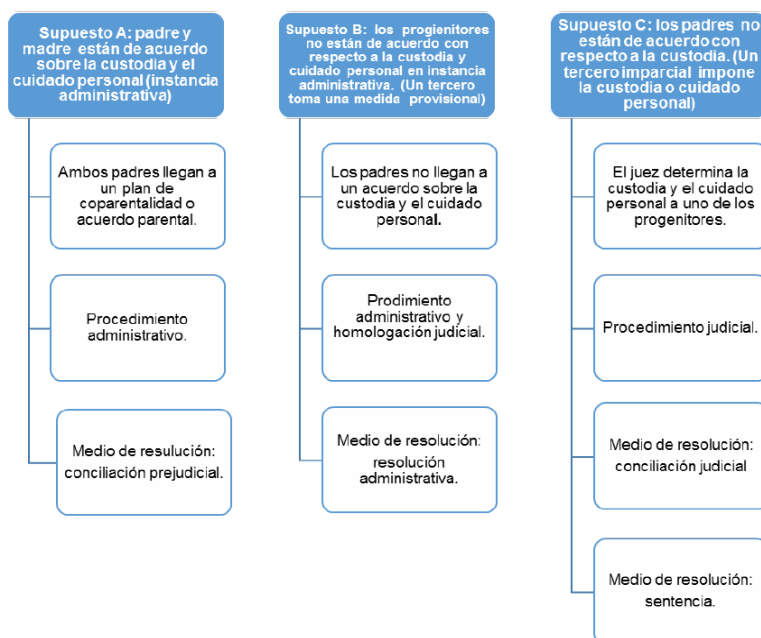 Supuesto A: padre y
madre están de acuerdo
sobre la custodia y el
cuidado personal (instancia
administrativa)
Ambos padres llegan a
un plan de
coparentalidad o
acuerdo parental.
Procedimiento
administrativo.
Medio de resulución:
conciliación prejudicial.
Supuesto B: los progienitores
no están de acuerdo con
respecto a la custodia y
cuidado personal en instancia
administrativa. (Un tercero
toma una medida provisional)
Los padres no llegan a
un acuerdo sobre la
custodia y el cuidado
personal.
Prodimiento
administrativo y
homologación judicial.
Medio de resolución:
resolución
administrativa.
Supuesto C: los padres no
están de acuerdo con
respecto a la custodia. (Un
tercero imparcial impone
la custodia o cuidado
personal)
El juez determina la
custodia y el cuidado
personal a uno de los
progenitores.
Procedimiento judicial.
Medio de resolución:
conciliación judicial
Medio de resolución:
sentencia.